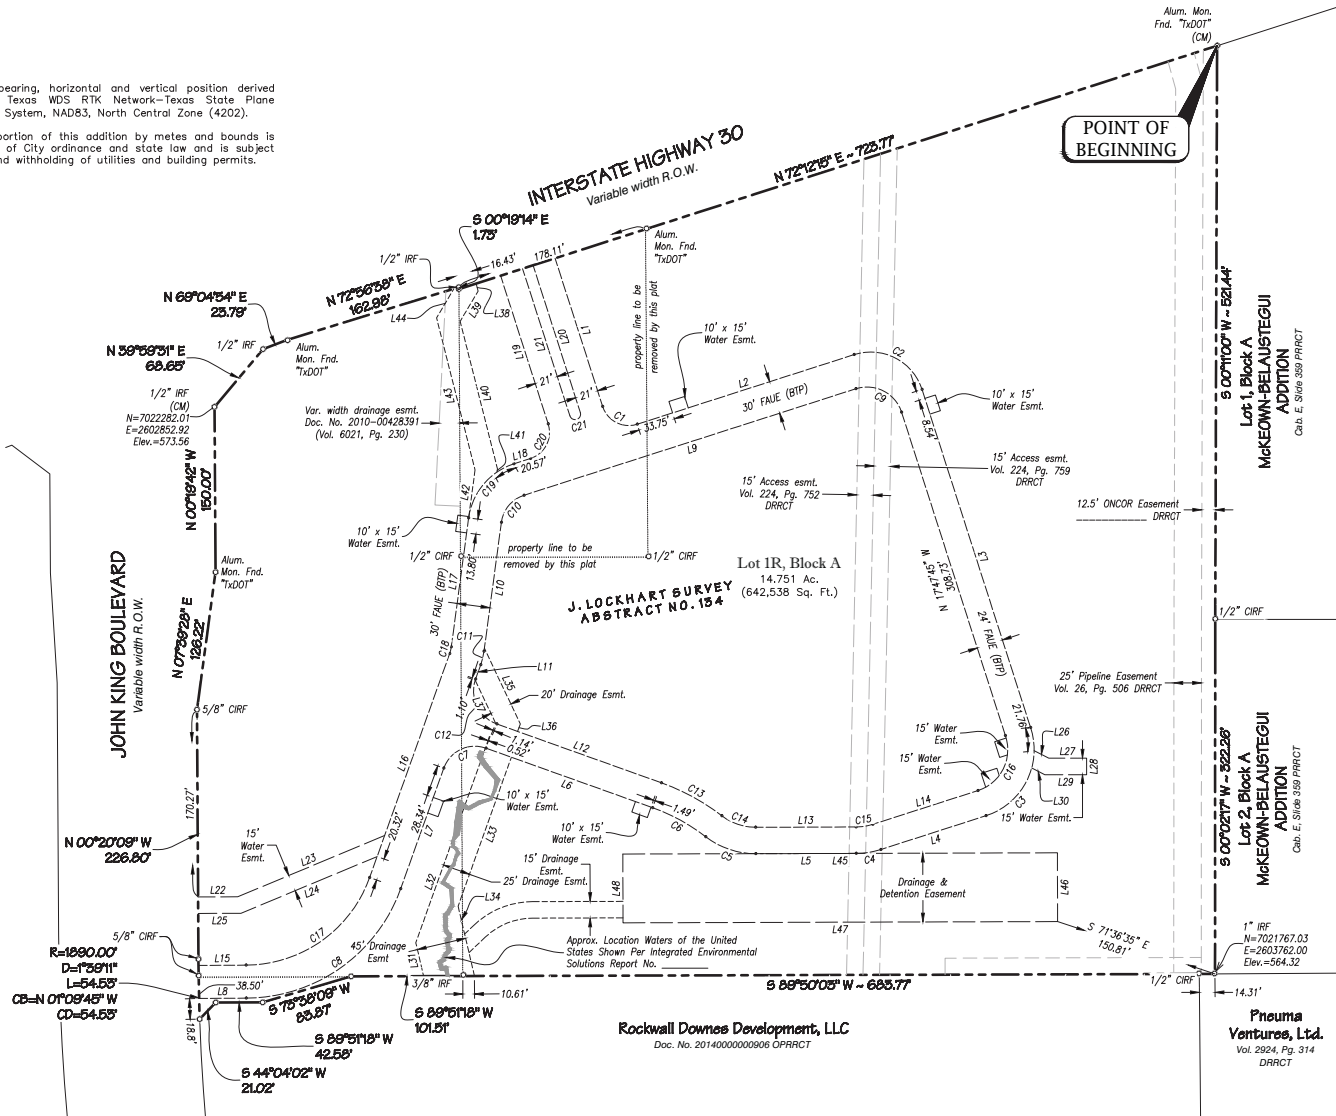 Alum. Mon.
Fnd. "TxDOT"
(CM)
bearing, horizontal and vertical position derived
Texas WDS RTK Network-Texas State Plane
System, NAD83, North Central Zone (4202).
portion of this addition by metes and bounds is
of City ordinance and state law and is subject
withholding of utilities and building permits.
POINT OF
BEGINNING
INTERSTATE HIGHWAY 30
Variable width R.O.W.
N 72°12'15" E ~ 723.77'
S 00°19'14" E
1.73'
1/2" IRF
16.43'
178.11'
Alum.
Mon. Fnd.
"TxDOT"
N 72°56'38" E
162.98'
L44
L39
L38
N 69°04'54" E
23.79'
1/2" IRF
Alum.
Mon. Fnd.
"TxDOT"
N 39°59'31" E
68.65'
1/2" IRF
(CM)
N=7022282.01
E=2602852.92
Elev.=573.56
L19
L21
L20
L1
21'
21'
property line to be
removed by this plat
10' x 15'
Water Esmt.
L2
30' FAUE (BTP)
C2
C9
10' x 15'
Water Esmt.
8.54'
S 00°11'00" W ~ 521.44'
Lot 1, Block A
McKEOWN-BELAUSTEGUI
ADDITION
Cab. E, Slide 359 PRRCT
Var. width drainage esmt.
Doc. No. 2010-00428391
(Vol. 6021, Pg. 230)
L43
L40
L41
L18
20.57'
C20
C21
C1
33.75'
L9
C19
C10
L42
N 00°19'42" W
150.00'
15' Access esmt.
Vol. 224, Pg. 759
DRRCT
15' Access esmt.
Vol. 224, Pg. 752
DRRCT
12.5' ONCOR Easement
DRRCT
10' x 15'
Water Esmt.
1/2" CIRF
property line to be
removed by this plat
1/2" CIRF
Lot 1R, Block A
14.751 Ac.
(642,538 Sq. Ft.)
J. LOCKHART SURVEY
ABSTRACT NO. 134
Alum.
Mon. Fnd.
"TxDOT"
JOHN KING BOULEVARD
Variable width R.O.W.
N 07°39'28" E
126.22'
30' FAUE (BTP)
L17
13.80'
L10
N 17°47'45" W
308.73'
L3
24' FAUE (BTP)
1/2" CIRF
C18
C11
L11
L35
20' Drainage Esmt.
25' Pipeline Easement
Vol. 26, Pg. 506 DRRCT
5/8" CIRF
L37
1.10'
C12
L36
1.14'
0.52'
L12
C7
L6
21.76'
15' Water
Esmt.
15' Water
Esmt.
L26
L27
L28
L29
L30
15' Water Esmt.
C16
C3
S 00°02'17" W ~ 322.26'
Lot 2, Block A
McKEOWN-BELAUSTEGUI
ADDITION
Cab. E, Slide 359 PRRCT
L16
170.27'
28.34'
10' x 15'
Water Esmt.
L7
20.32'
1.49'
C13
C14
L13
C15
L14
10' x 15'
Water Esmt.
C6
C5
L5
L45
C4
L4
N 00°20'09" W
226.80'
15'
Water
Esmt.
L23
L24
L22
L25
L33
L32
15' Drainage
Esmt.
25' Drainage Esmt.
L48
L34
Drainage &
Detention Easement
L46
L47
S 71°36'35" E
150.81'
5/8" CIRF
R=1890.00'
D=1°39'11"
L=54.53'
CB=N 01°09'45" W
CD=54.53'
L15
C17
C8
45' Drainage
Esmt
L31
Approx. Location Waters of the United
States Shown Per Integrated Environmental
Solutions Report No.
1" IRF
N=7021767.03
E=2603762.00
Elev.=564.32
38.50'
L8
18.8'
S 73°38'09" W
83.87'
3/8" IRF
10.61'
S 89°51'18" W
101.51'
S 89°50'03" W ~ 683.77'
1/2" CIRF
14.31'
S 89°51'18" W
42.58'
S 44°04'02" W
21.02'
Rockwall Downes Development, LLC
Doc. No. 20140000000906 OPRRCT
Pneuma
Ventures, Ltd.
Vol. 2924, Pg. 314
DRRCT